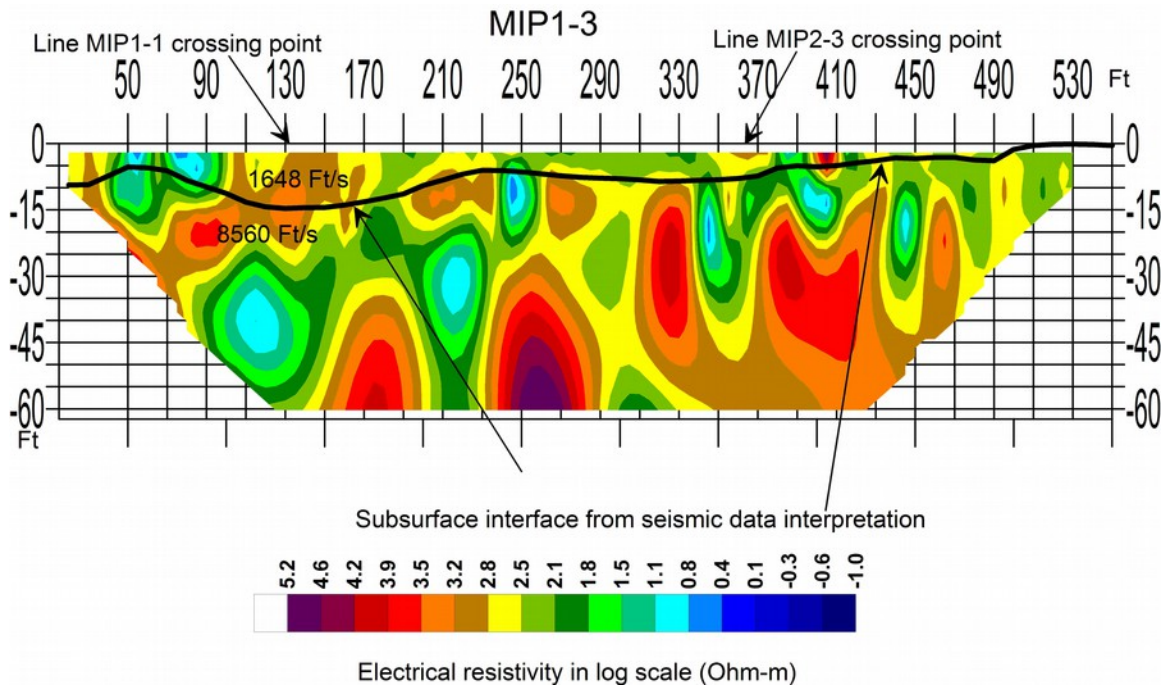 MIP1-3
Line MIP1-1 crossing point
Line MIP2-3 crossing point
50 90 130 170 210 250 290 330 370 410 450 490 530 Ft
0 0
1648 Ft/s
-15 -15
8560 Ft/s
-30 -30
-45 -45
-60 -60
Ft
Subsurface interface from seismic data interpretation
5.2 4.6 4.2 3.9 3.5 3.2 2.8 2.5 2.1 1.8 1.5 1.1 0.8 0.4 0.1 -0.3 -0.6 -1.0
Electrical resistivity in log scale (Ohm-m)